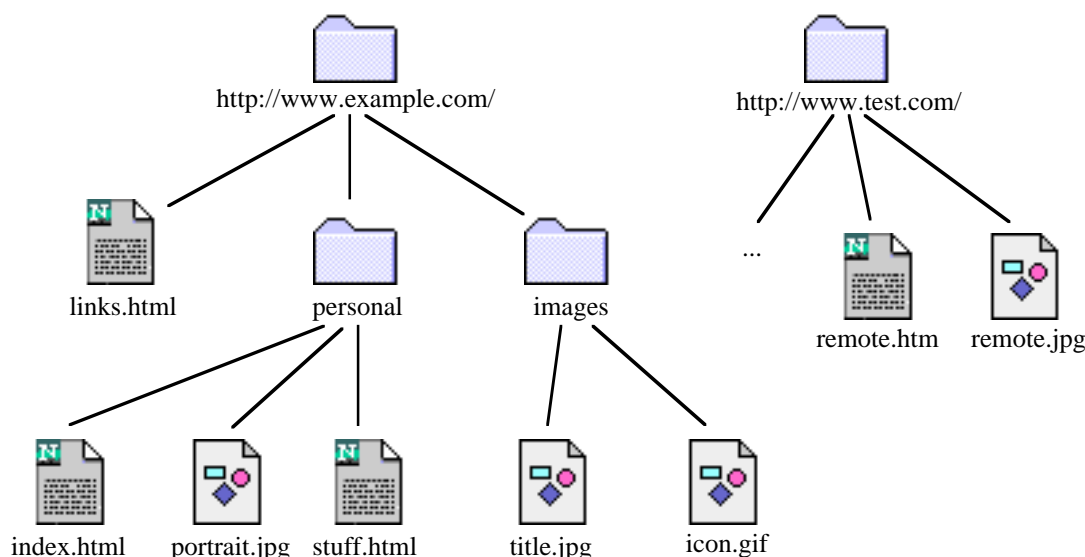 http://www.example.com/
http://www.test.com/
N
links.html
personal
images
...
N
remote.htm
remote.jpg
N
index.html
portrait.jpg
N
stuff.html
title.jpg
icon.gif